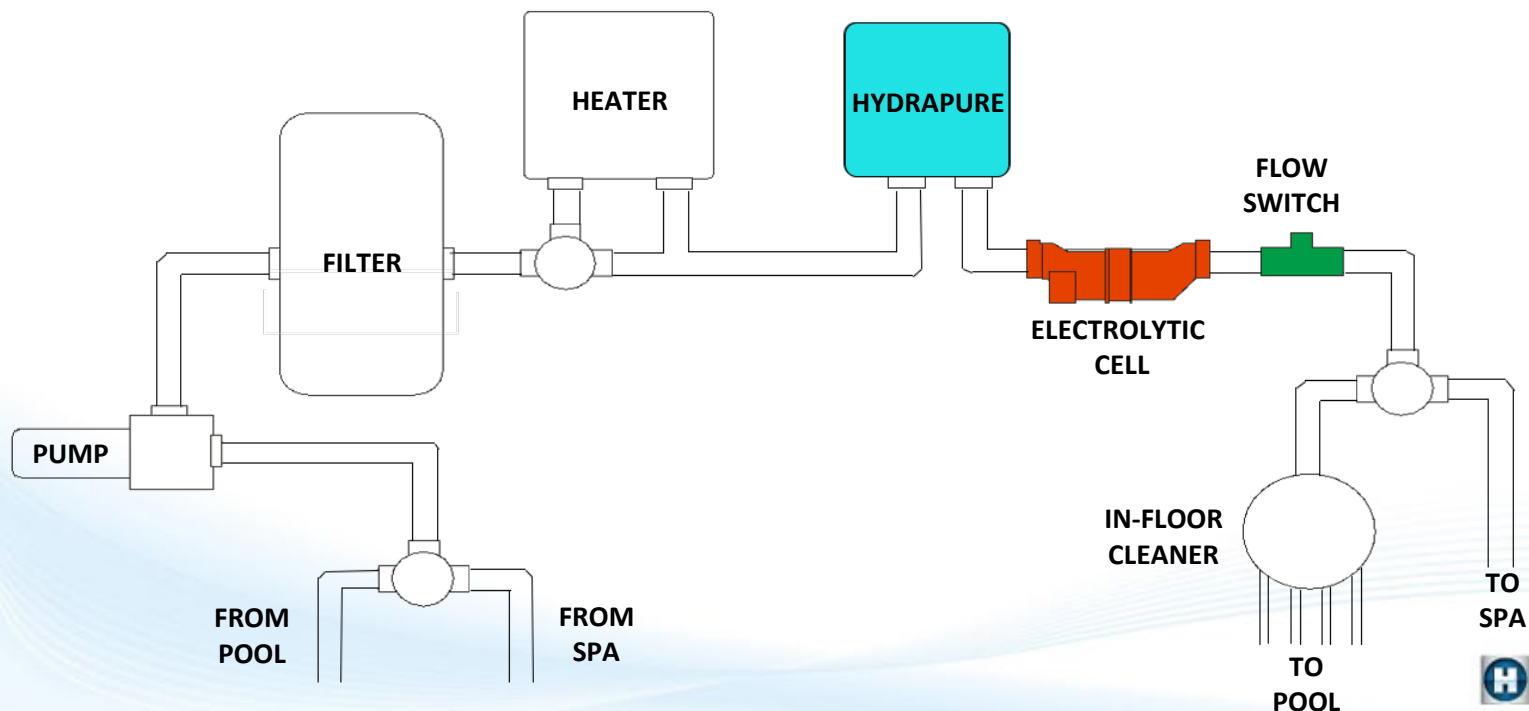 HEATER
HYDRAPURE
FLOW
SWITCH
FILTER
ELECTROLYTIC
CELL
PUMP
IN-FLOOR
CLEANER
FROM
POOL
FROM
SPA
TO
SPA
TO
POOL
H